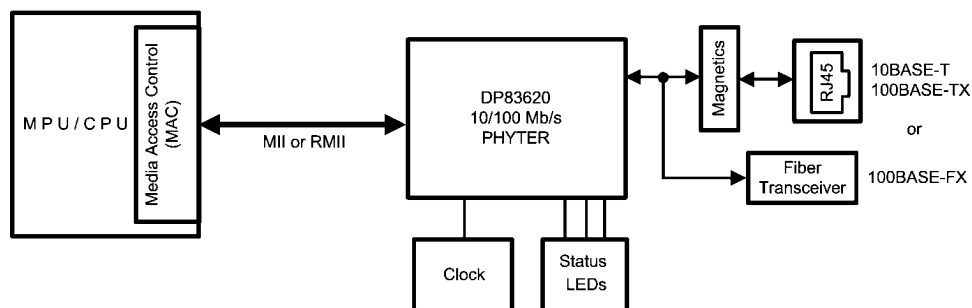 MPU/CPU
Media Access Control
(MAC)
MII or RMII
DP83620
10/100 Mb/s
PHYTER
Magnetics
RJ45
10BASE-T
100BASE-TX
or
Fiber
Transceiver
100BASE-FX
Clock
Status
LEDs